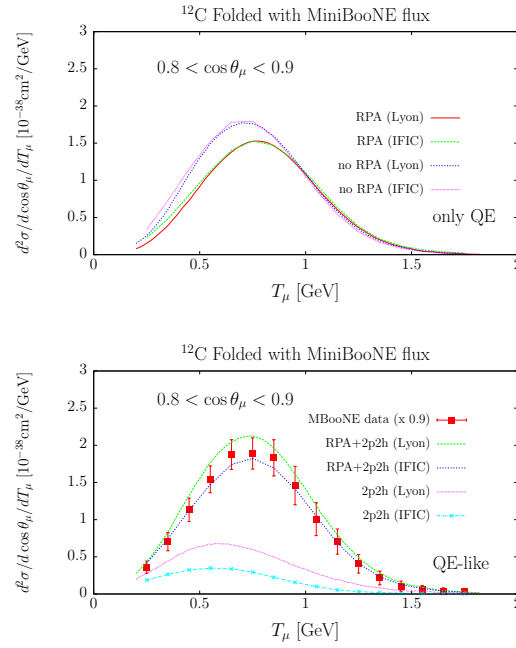 ¹²C Folded with MiniBooNE flux
d²σ/d cos θ_μ/dT_μ [10⁻³⁸cm²/GeV]
3
2.5
2
1.5
1
0.5
0
0.8 < cos θ_μ < 0.9
RPA (Lyon)
RPA (IFIC)
no RPA (Lyon)
no RPA (IFIC)
only QE
0 0.5 1 1.5 2
T_μ [GeV]
¹²C Folded with MiniBooNE flux
d²σ/d cos θ_μ/dT_μ [10⁻³⁸cm²/GeV]
3
2.5
2
1.5
1
0.5
0
0.8 < cos θ_μ < 0.9
MBooNE data (x 0.9)
RPA+2p2h (Lyon)
RPA+2p2h (IFIC)
2p2h (Lyon)
2p2h (IFIC)
QE-like
0 0.5 1 1.5 2
T_μ [GeV]